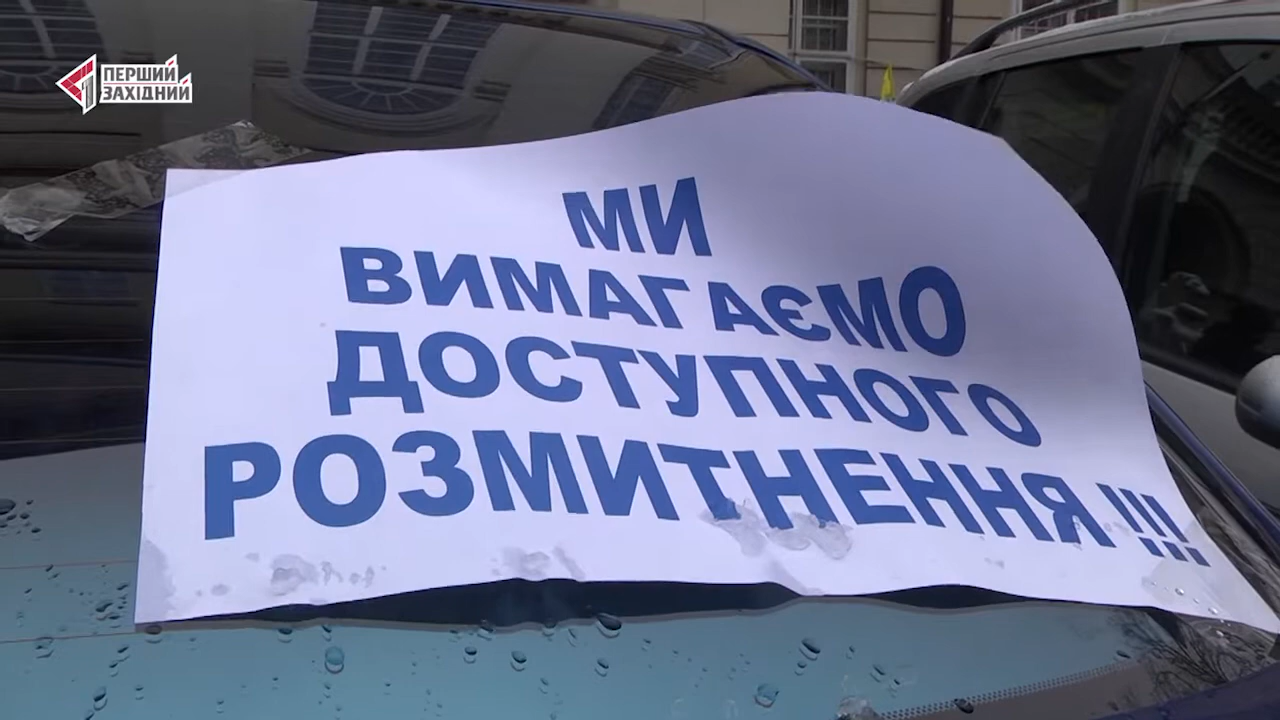 ПЕРШИЙ
ЗАХІДНИЙ
МИ
ВИМАГАЄМО
ДОСТУПНОГО
РОЗМИТНЕННЯ !!!